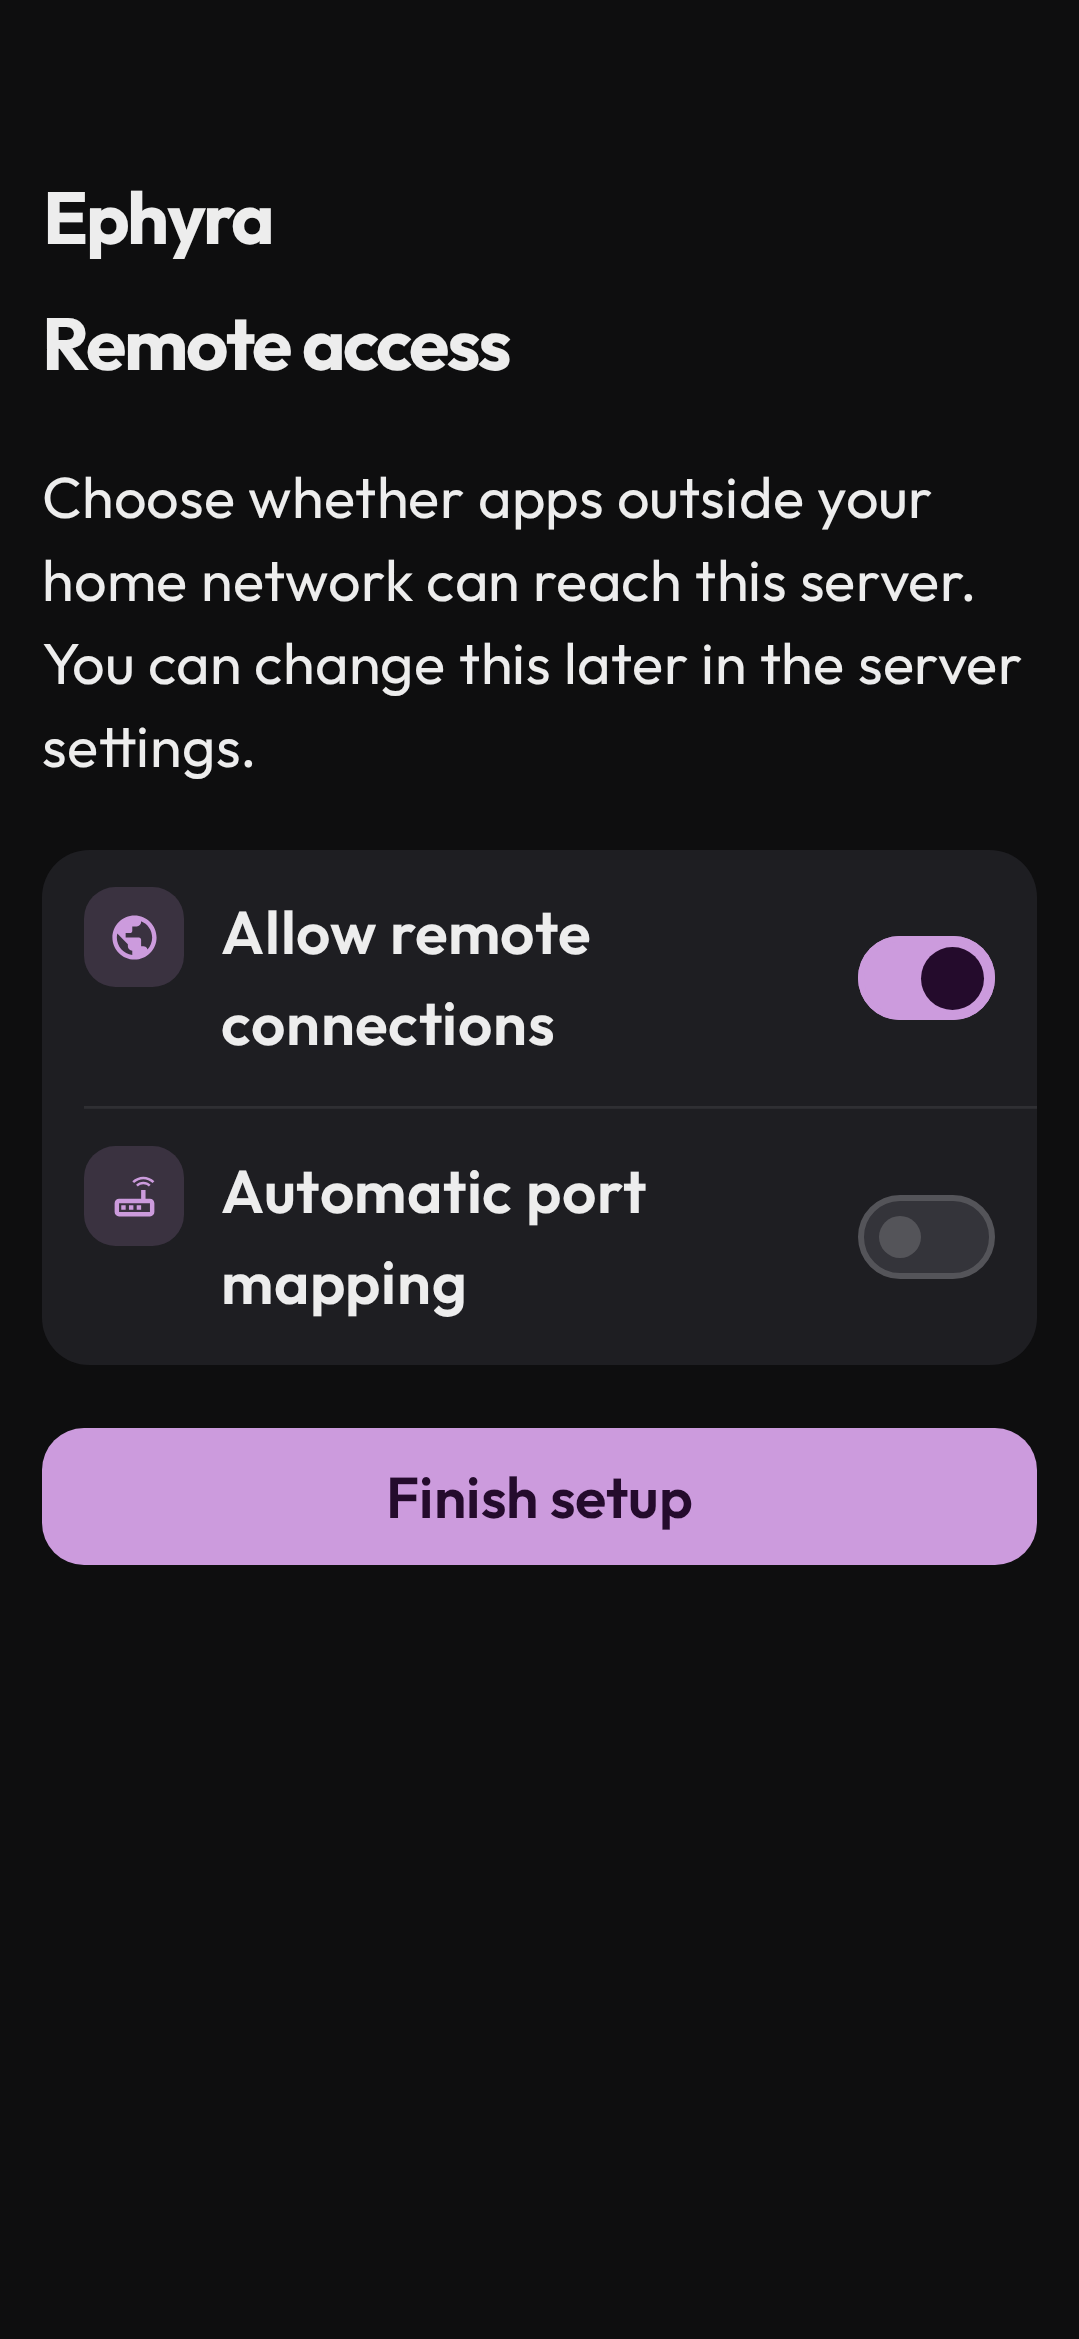 Ephyra
Remote access
Choose whether apps outside your
home network can reach this server.
You can change this later in the server
settings.
Allow remote
connections
Automatic port
mapping
Finish setup